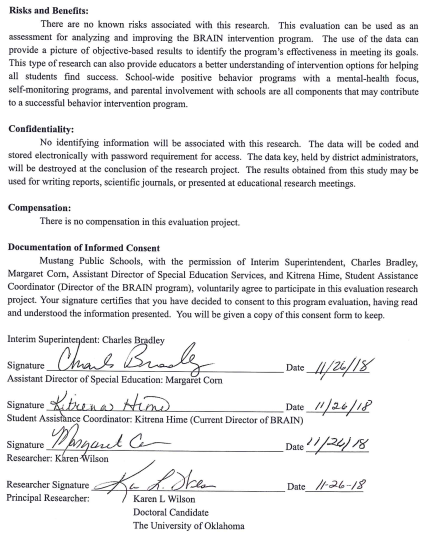 Risks and Benefits:
There are no known risks associated with this research. This evaluation can be used as an
assessment for analyzing and improving the BRAIN intervention program. The use of the data can
provide a picture of objective-based results to identify the program's effectiveness in meeting its goals.
This type of research can also provide educators a better understanding of intervention options for helping
all students find success. School-wide positive behavior programs with a mental-health focus,
self-monitoring programs, and parental involvement with schools are all components that may contribute
to a successful behavior intervention program.
Confidentiality:
No identifying information will be associated with this research. The data will be coded and
stored electronically with password requirement for access. The data key, held by district administrators,
will be destroyed at the conclusion of the research project. The results obtained from this study may be
used for writing reports, scientific journals, or presented at educational research meetings.
Compensation:
There is no compensation in this evaluation project.
Documentation of Informed Consent
Mustang Public Schools, with the permission of Interim Superintendent, Charles Bradley,
Margaret Corn, Assistant Director of Special Education Services, and Kitrena Hime, Student Assistance
Coordinator (Director of the BRAIN program), voluntarily agree to participate in this evaluation research
project. Your signature certifies that you have decided to consent to this program evaluation, having read
and understood the information presented. You will be given a copy of this consent form to keep.
Interim Superintendent: Charles Bradley
Signature Charles Bradley Date 11/26/18
Assistant Director of Special Education: Margaret Corn
Signature Kitrena Hime Date 11/26/18
Student Assistance Coordinator: Kitrena Hime (Current Director of BRAIN)
Signature Margaret Date 11/26/18
Researcher: Karen Wilson
Researcher Signature Date 11-26-18
Principal Researcher: Karen L Wilson
Doctoral Candidate
The University of Oklahoma